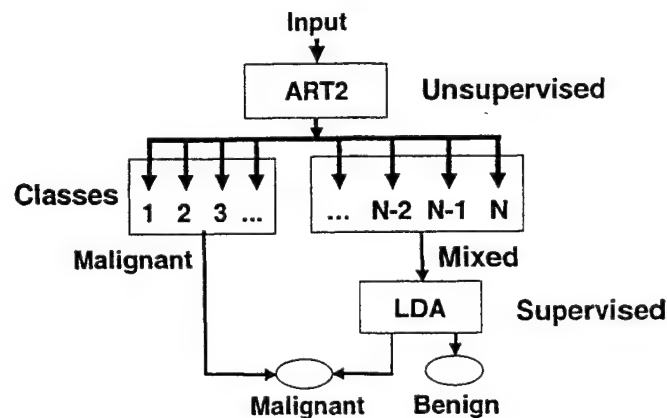 Input
ART2
Unsupervised
Classes
1 2 3 ...
... N-2 N-1 N
Malignant
Mixed
LDA
Supervised
Malignant
Benign